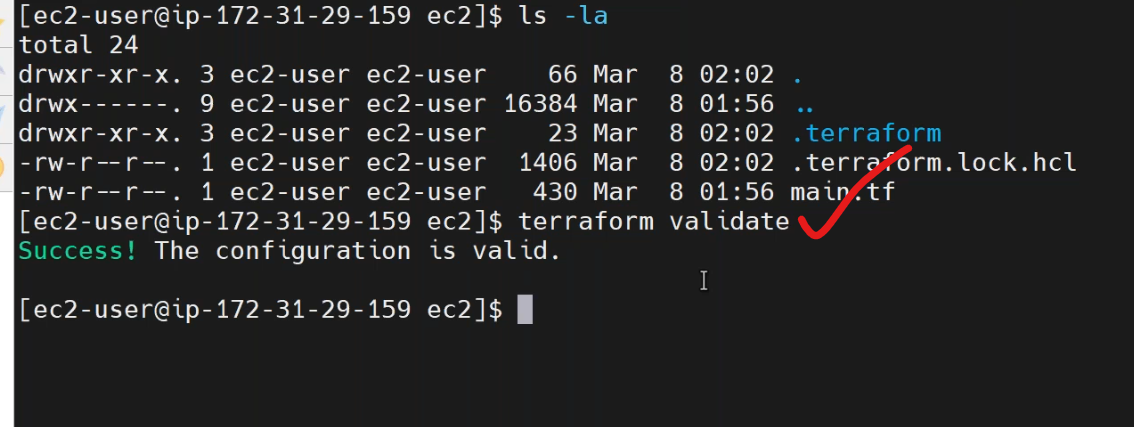 [ec2-user@ip-172-31-29-159 ec2]$ ls -la
total 24
drwxr-xr-x. 3 ec2-user ec2-user    66 Mar  8 02:02 .
drwx------. 9 ec2-user ec2-user 16384 Mar  8 01:56 ..
drwxr-xr-x. 3 ec2-user ec2-user    23 Mar  8 02:02 .terraform
-rw-r--r--. 1 ec2-user ec2-user  1406 Mar  8 02:02 .terraform.lock.hcl
-rw-r--r--. 1 ec2-user ec2-user   430 Mar  8 01:56 main.tf
[ec2-user@ip-172-31-29-159 ec2]$ terraform validate
Success! The configuration is valid.
[ec2-user@ip-172-31-29-159 ec2]$